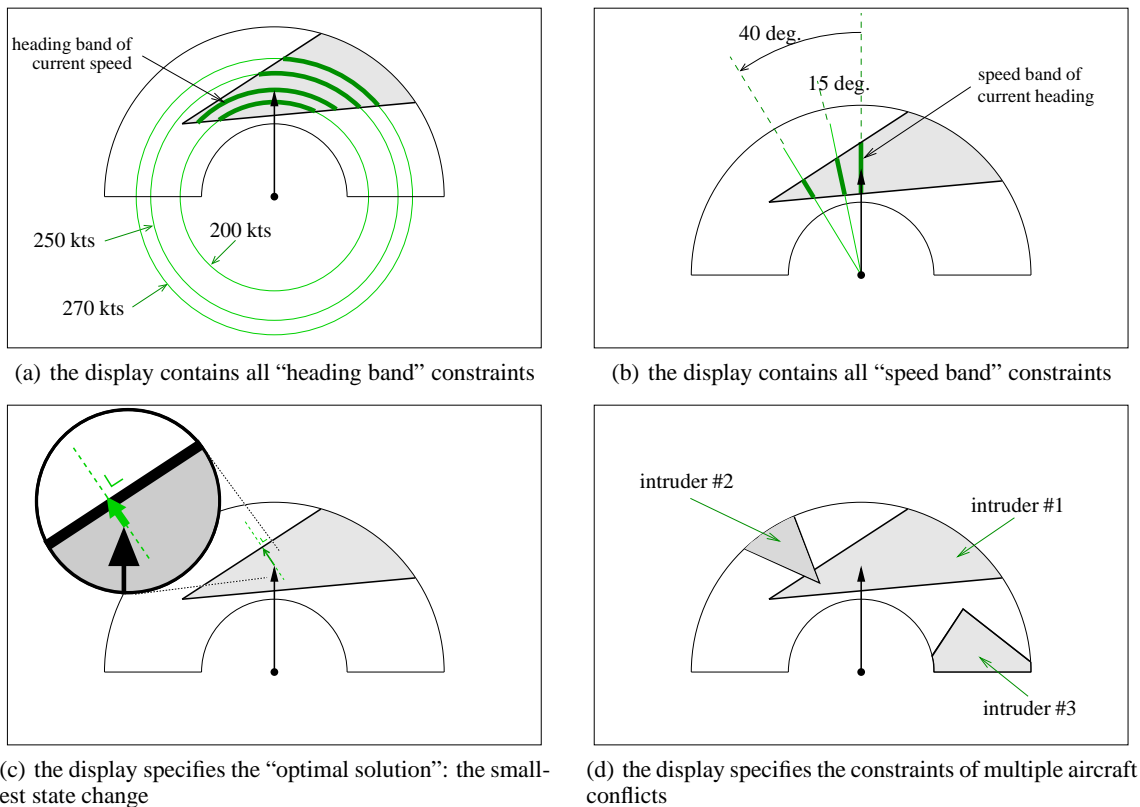 heading band of
current speed
200 kts
250 kts
270 kts
(a) the display contains all “heading band” constraints
40 deg.
15 deg.
speed band of
current heading
(b) the display contains all “speed band” constraints
(c) the display specifies the “optimal solution”: the small-
est state change
intruder #2
intruder #1
intruder #3
(d) the display specifies the constraints of multiple aircraft
conflicts